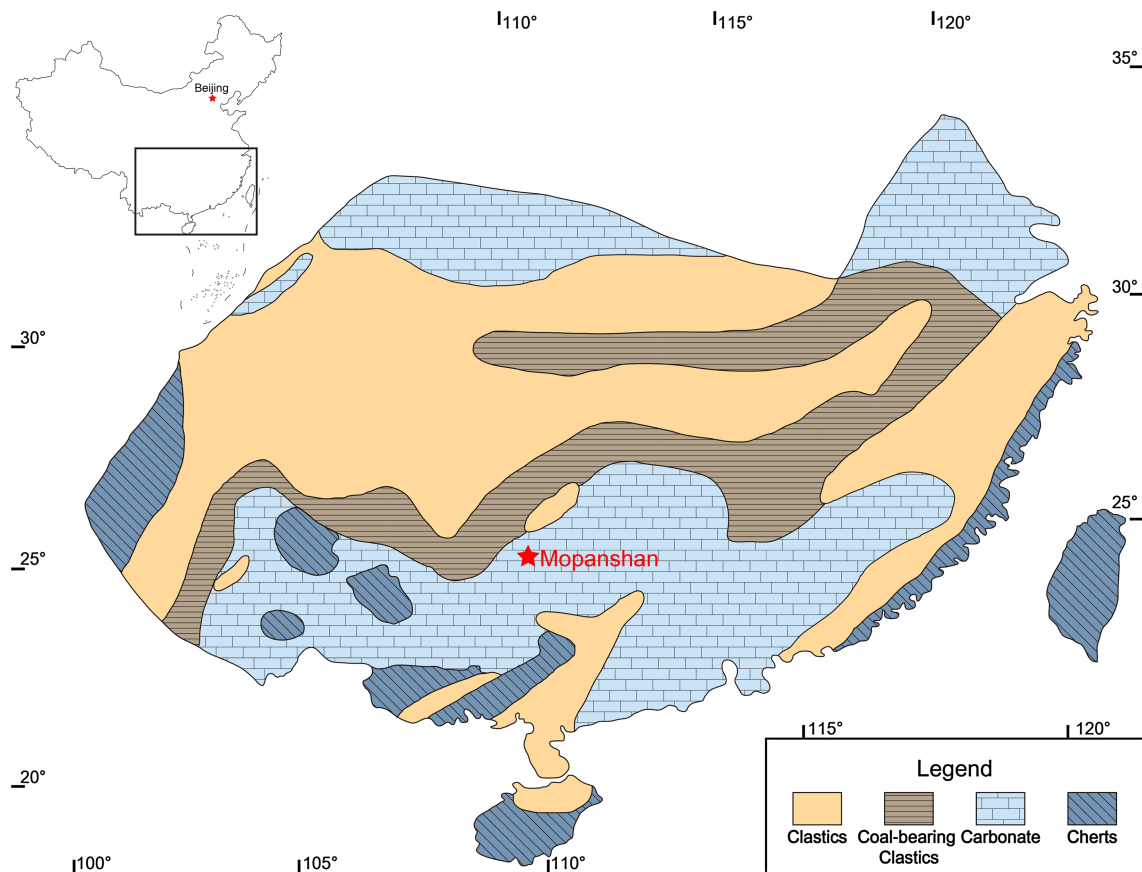 110°
115°
120°
35°
Beijing
30°
30°
25°
25°
Mopanshan
20°
115°
120°
100°
105°
110°
Legend
Clastics
Coal-bearing
Clastics
Carbonate
Cherts